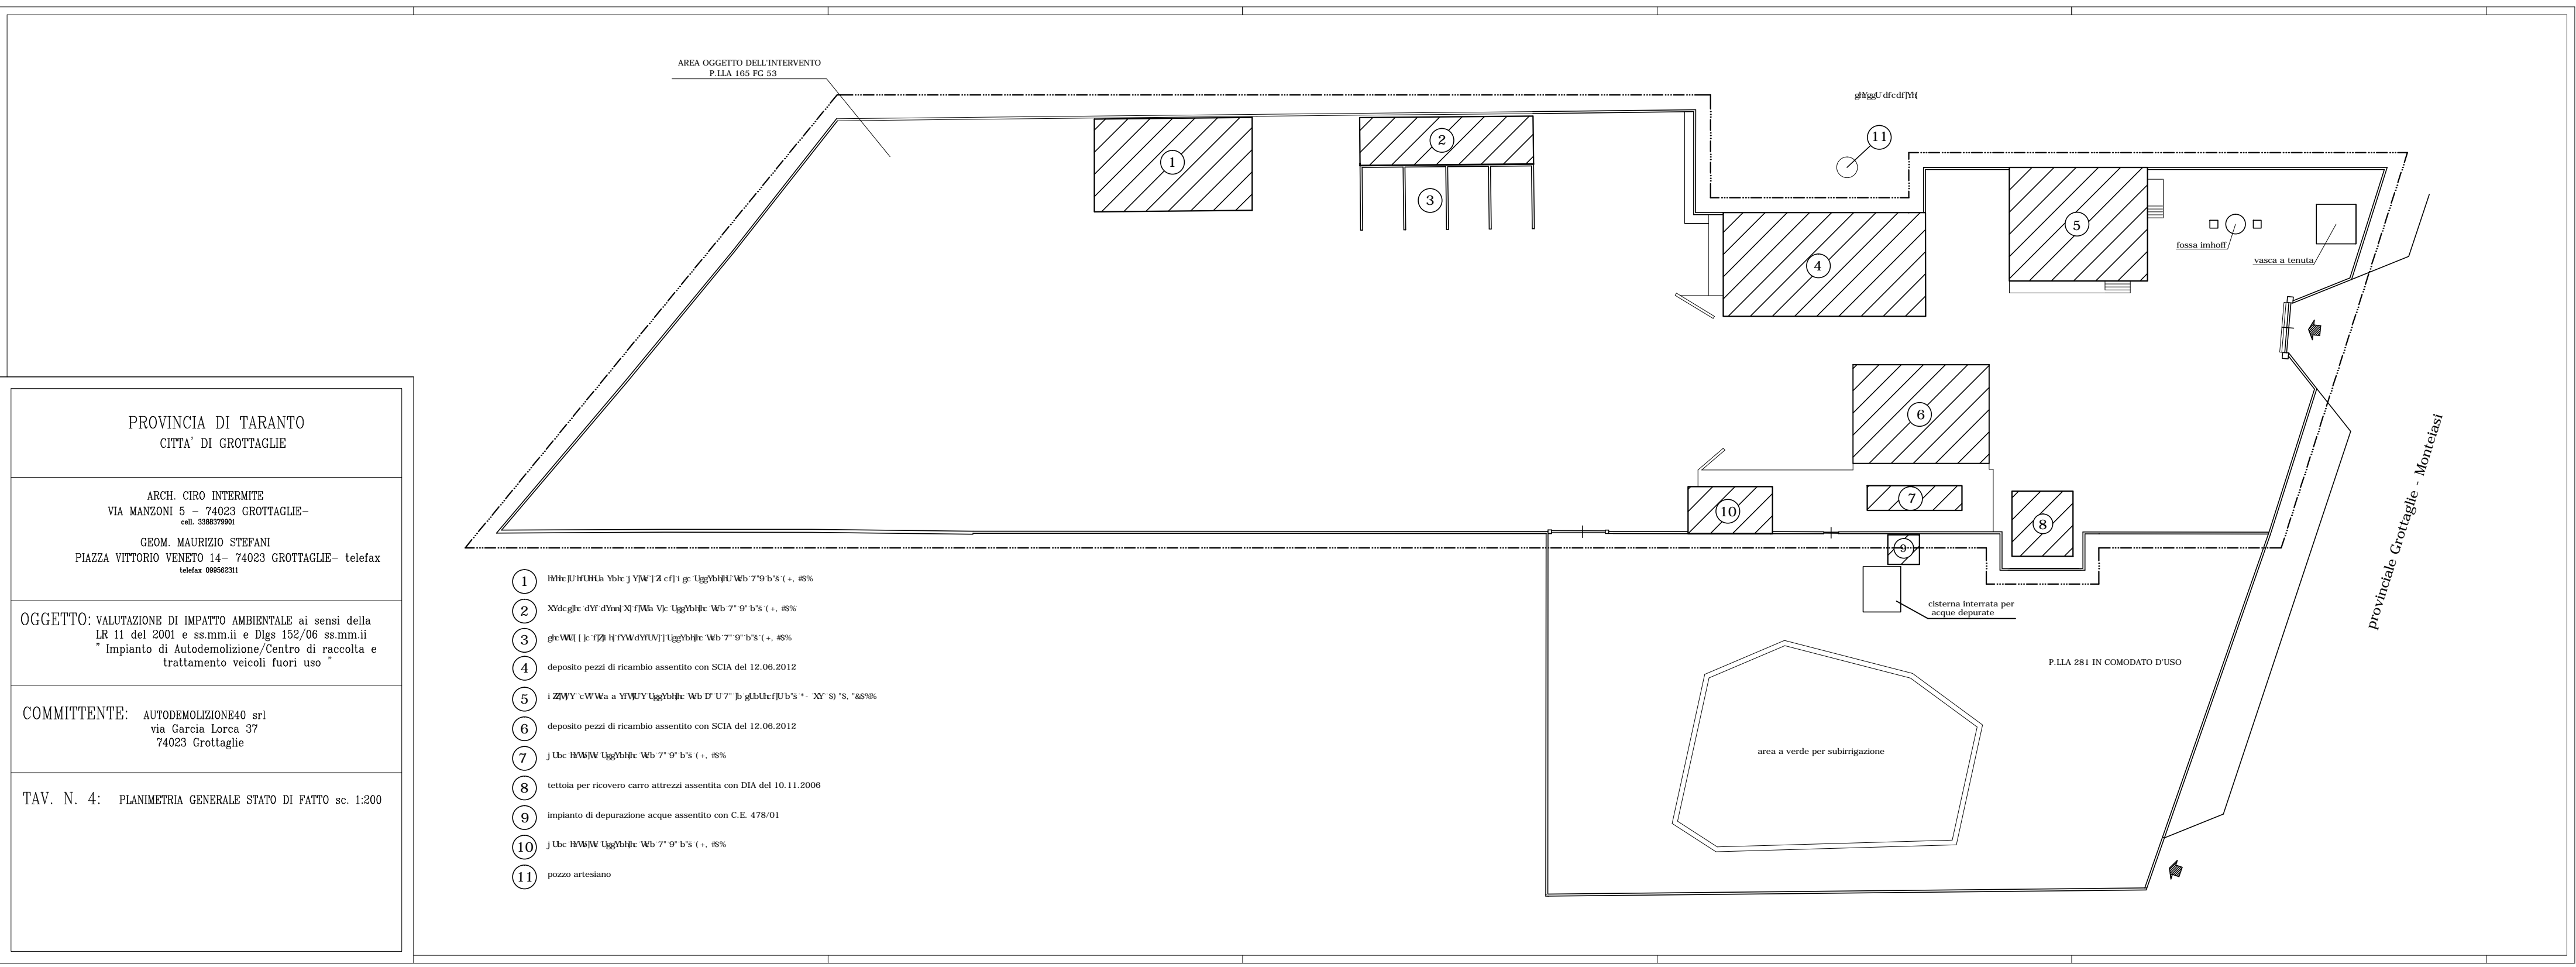 AREA OGGETTO DELL'INTERVENTO
P.LLA 165 FG 53
1
2
3
4
5
6
7
8
9
10
11
fossa imhoff
vasca a tenuta
provinciale Grottaglie - Monteiasi
cisterna interrata per
acque depurate
P.LLA 281 IN COMODATO D'USO
area a verde per subirrigazione
PROVINCIA DI TARANTO
CITTA' DI GROTTAGLIE
ARCH. CIRO INTERMITE
VIA MANZONI 5 - 74023 GROTTAGLIE-
cell. 3388379901
GEOM. MAURIZIO STEFANI
PIAZZA VITTORIO VENETO 14- 74023 GROTTAGLIE- telefax
telefax 099562311
OGGETTO: VALUTAZIONE DI IMPATTO AMBIENTALE ai sensi della
LR 11 del 2001 e ss.mm.ii e Dlgs 152/06 ss.mm.ii
" Impianto di Autodemolizione/Centro di raccolta e
trattamento veicoli fuori uso "
COMMITTENTE: AUTODEMOLIZIONE40 srl
via Garcia Lorca 37
74023 Grottaglie
TAV. N. 4: PLANIMETRIA GENERALE STATO DI FATTO sc. 1:200
1
2
3
4 deposito pezzi di ricambio assentito con SCIA del 12.06.2012
5
6 deposito pezzi di ricambio assentito con SCIA del 12.06.2012
7
8 tettoia per ricovero carro attrezzi assentita con DIA del 10.11.2006
9 impianto di depurazione acque assentito con C.E. 478/01
10
11 pozzo artesiano